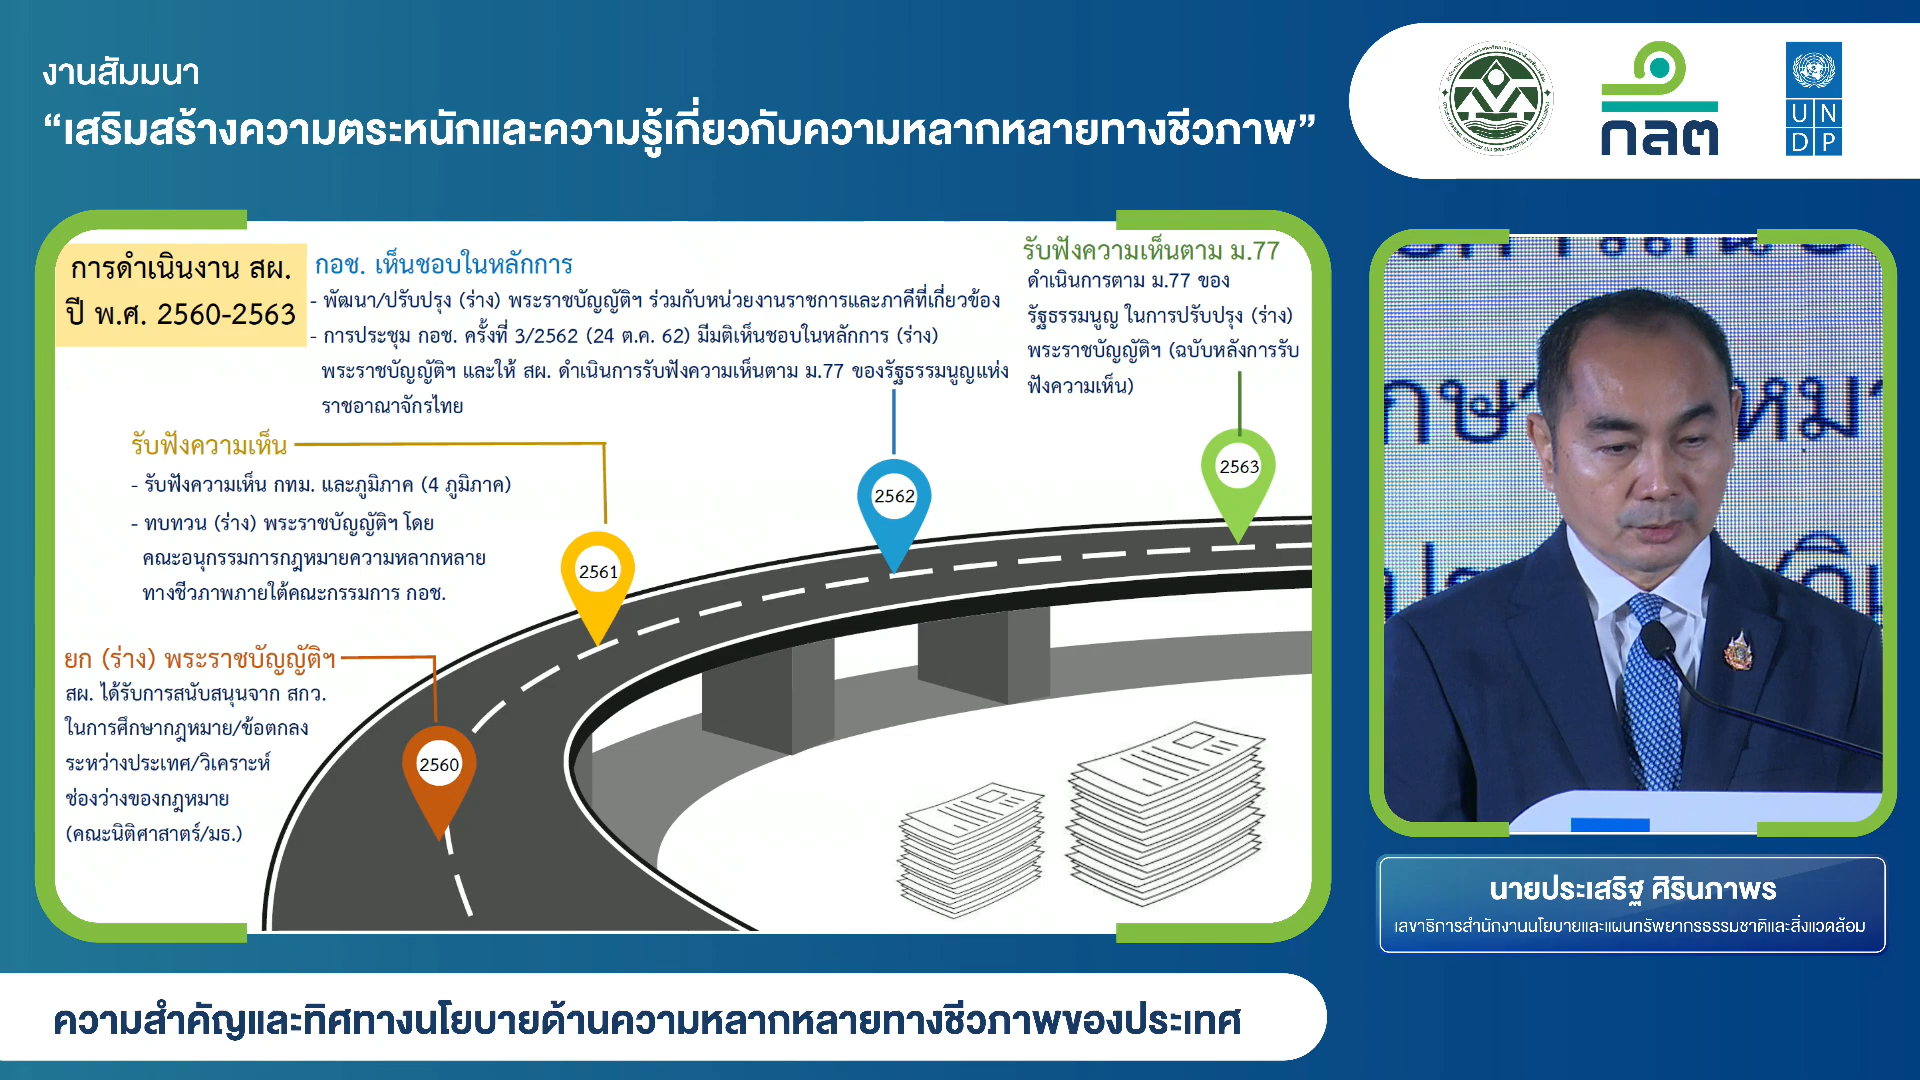 งานสัมมนา
“เสริมสร้างความตระหนักและความรู้เกี่ยวกับความหลากหลายทางชีวภาพ”
กลต
UN
DP
การดำเนินงาน สผ.
ปี พ.ศ. 2560-2563
กอช. เห็นชอบในหลักการ
- พัฒนา/ปรับปรุง (ร่าง) พระราชบัญญัติฯ ร่วมกับหน่วยงานราชการและภาคีที่เกี่ยวข้อง
- การประชุม กอช. ครั้งที่ 3/2562 (24 ต.ค. 62) มีมติเห็นชอบในหลักการ (ร่าง)
พระราชบัญญัติฯ และให้ สผ. ดำเนินการรับฟังความเห็นตาม ม.77 ของรัฐธรรมนูญแห่ง
ราชอาณาจักรไทย
รับฟังความเห็นตาม ม.77
ดำเนินการตาม ม.77 ของ
รัฐธรรมนูญ ในการปรับปรุง (ร่าง)
พระราชบัญญัติฯ (ฉบับหลังการรับ
ฟังความเห็น)
รับฟังความเห็น
- รับฟังความเห็น กทม. และภูมิภาค (4 ภูมิภาค)
- ทบทวน (ร่าง) พระราชบัญญัติฯ โดย
คณะอนุกรรมการกฎหมายความหลากหลาย
ทางชีวภาพภายใต้คณะกรรมการ กอช.
ยก (ร่าง) พระราชบัญญัติฯ
สผ. ได้รับการสนับสนุนจาก สกว.
ในการศึกษากฎหมาย/ข้อตกลง
ระหว่างประเทศ/วิเคราะห์
ช่องว่างของกฎหมาย
(คณะนิติศาสาตร์/มธ.)
2560
2561
2562
2563
นายประเสริฐ ศิรินภาพร
เลขาธิการสำนักงานนโยบายและแผนทรัพยากรธรรมชาติและสิ่งแวดล้อม
ความสำคัญและทิศทางนโยบายด้านความหลากหลายทางชีวภาพของประเทศ